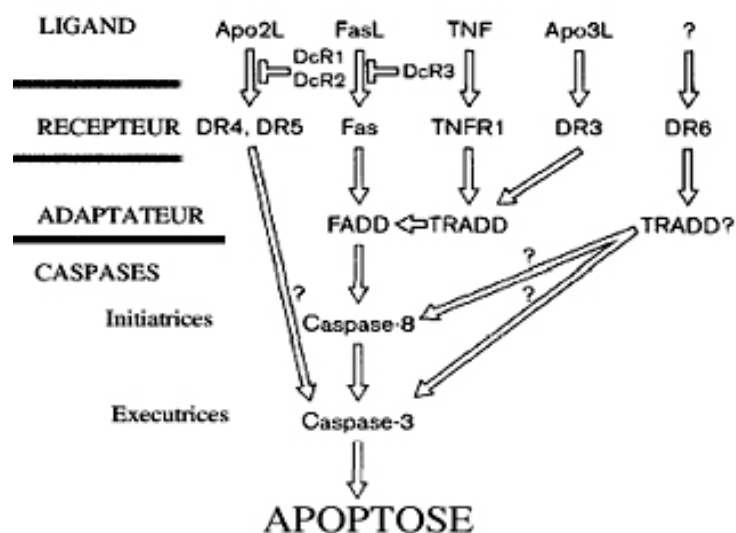 LIGAND Apo2L FasL TNF Apo3L ?
DcR1
DcR2 DcR3
RECEPTEUR DR4, DR5 Fas TNFR1 DR3 DR6
ADAPTATEUR FADD TRADD TRADD?
CASPASES ?
? ?
Initiatrices Caspase-8
Executrices Caspase-3
APOPTOSE